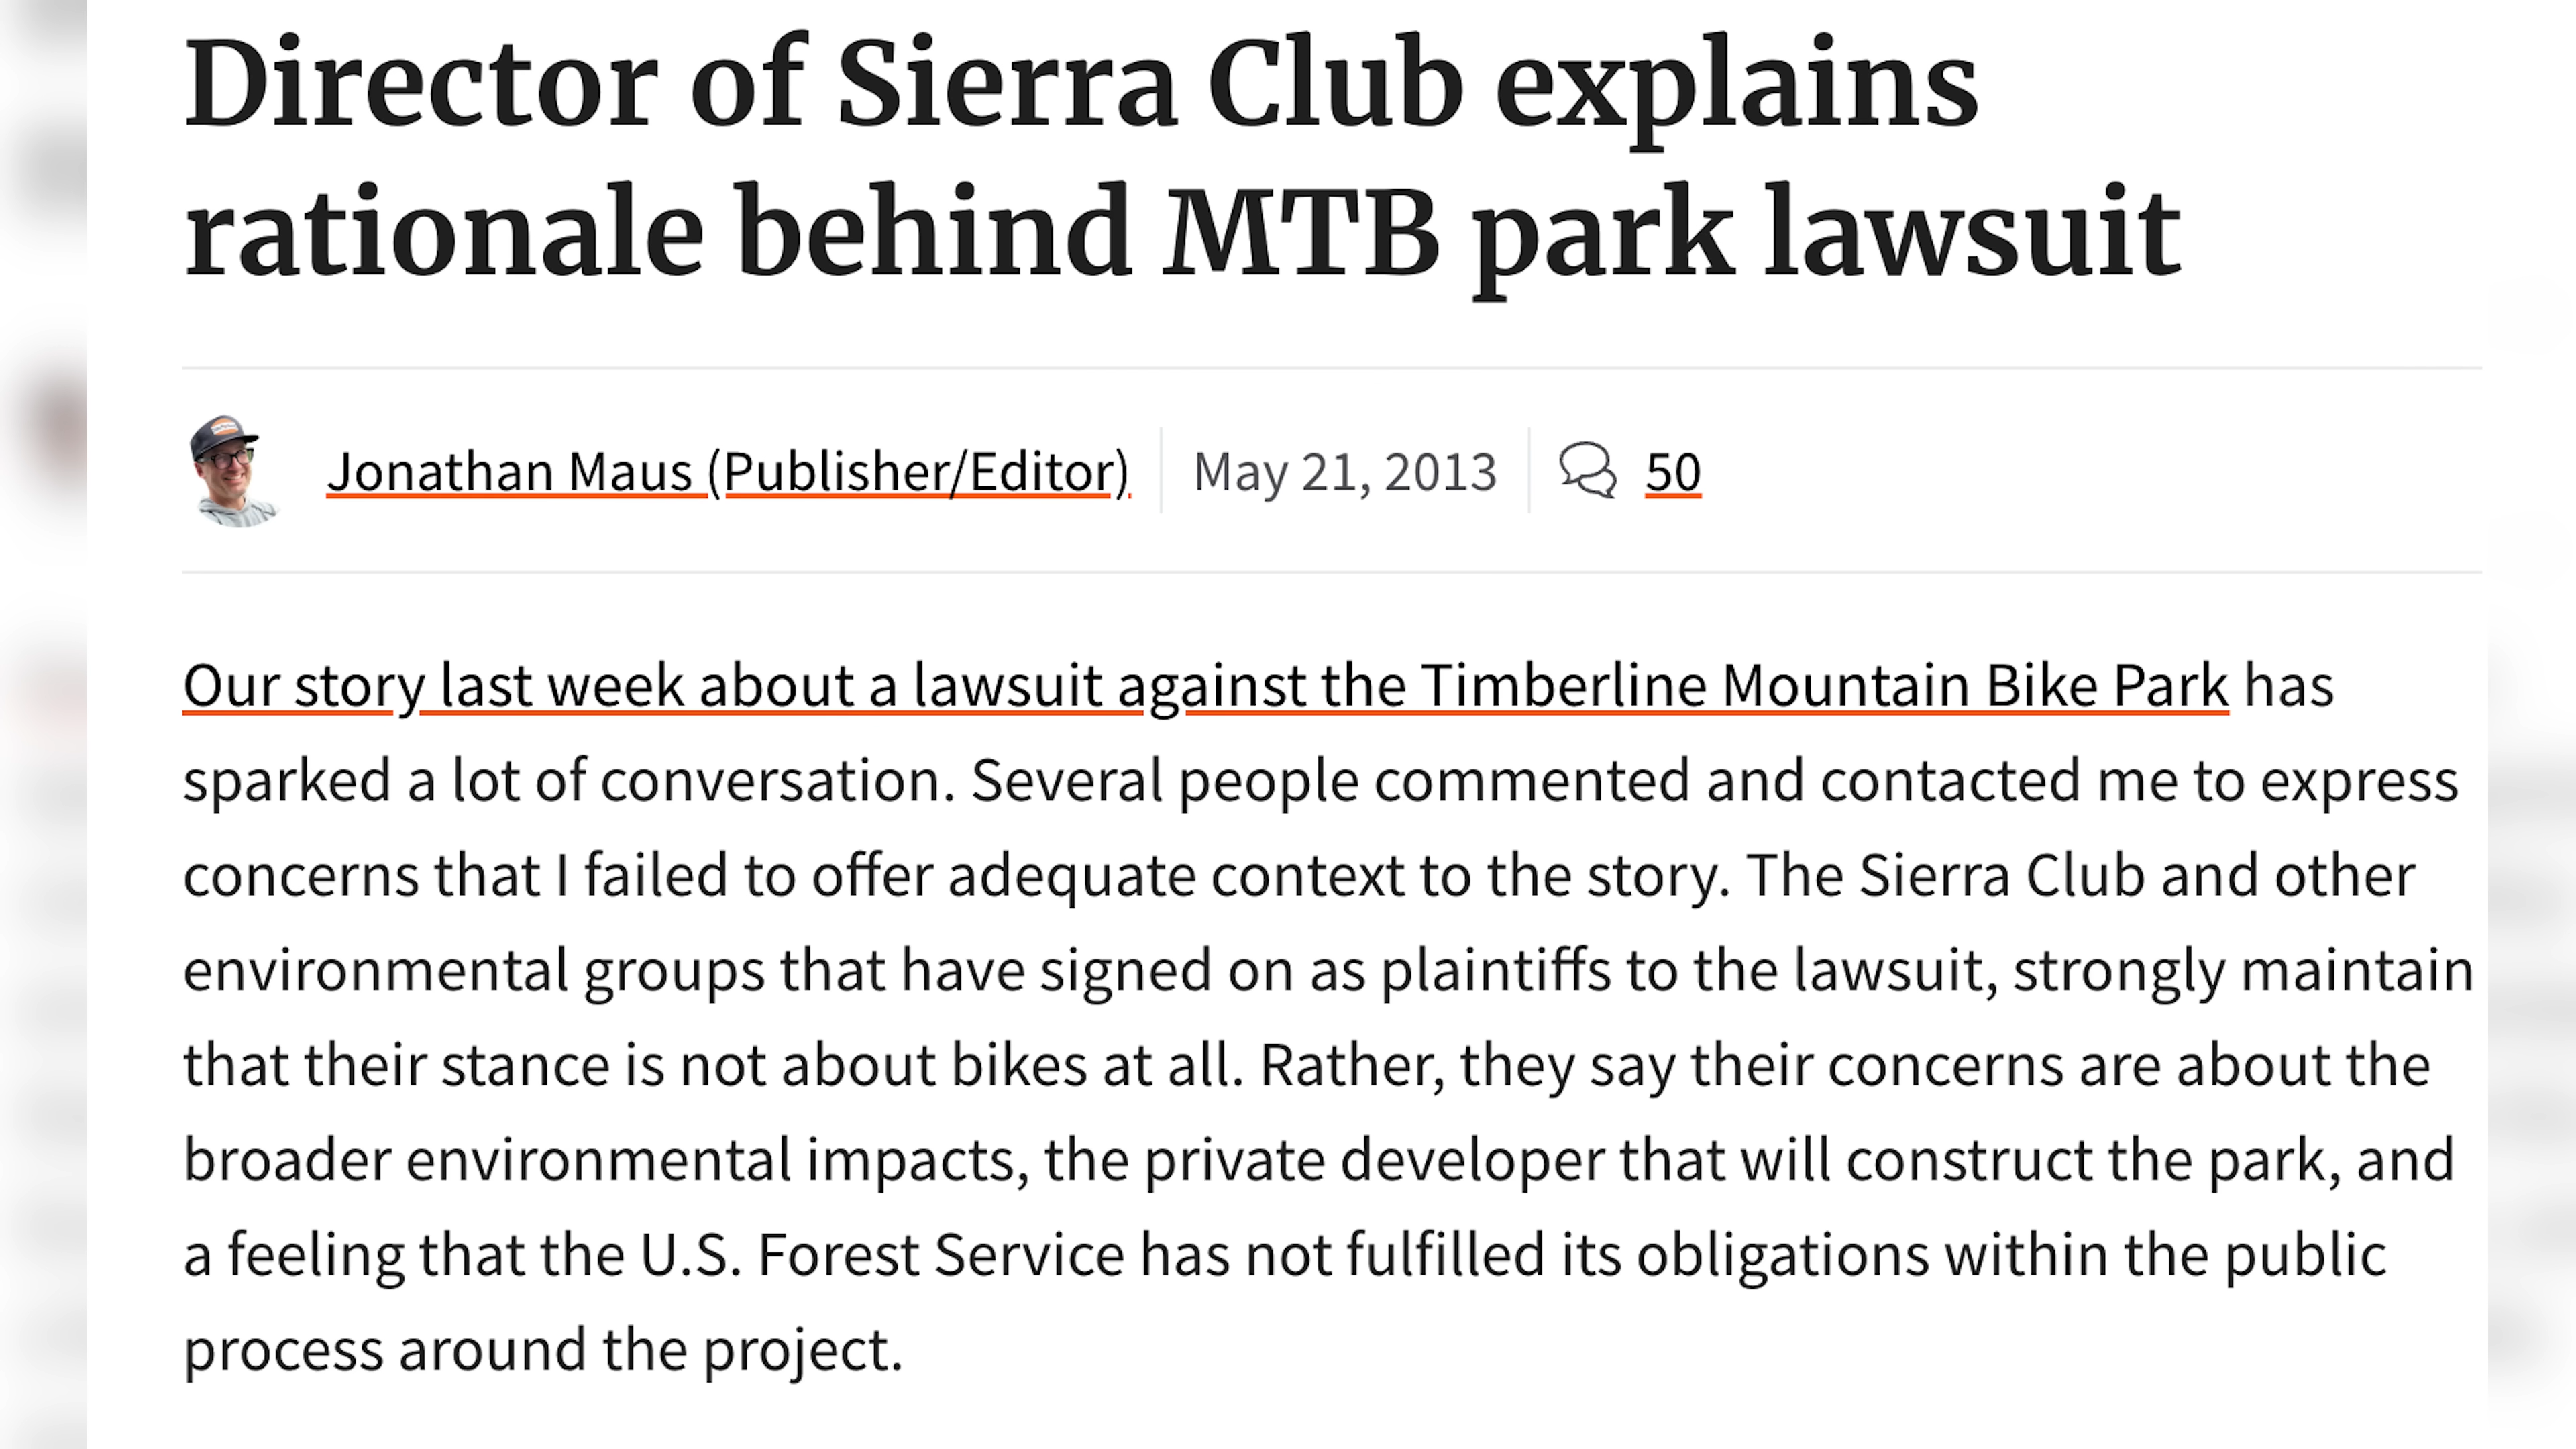 Director of Sierra Club explains
rationale behind MTB park lawsuit
Jonathan Maus (Publisher/Editor) May 21, 2013 50
Our story last week about a lawsuit against the Timberline Mountain Bike Park has
sparked a lot of conversation. Several people commented and contacted me to express
concerns that I failed to offer adequate context to the story. The Sierra Club and other
environmental groups that have signed on as plaintiffs to the lawsuit, strongly maintain
that their stance is not about bikes at all. Rather, they say their concerns are about the
broader environmental impacts, the private developer that will construct the park, and
a feeling that the U.S. Forest Service has not fulfilled its obligations within the public
process around the project.